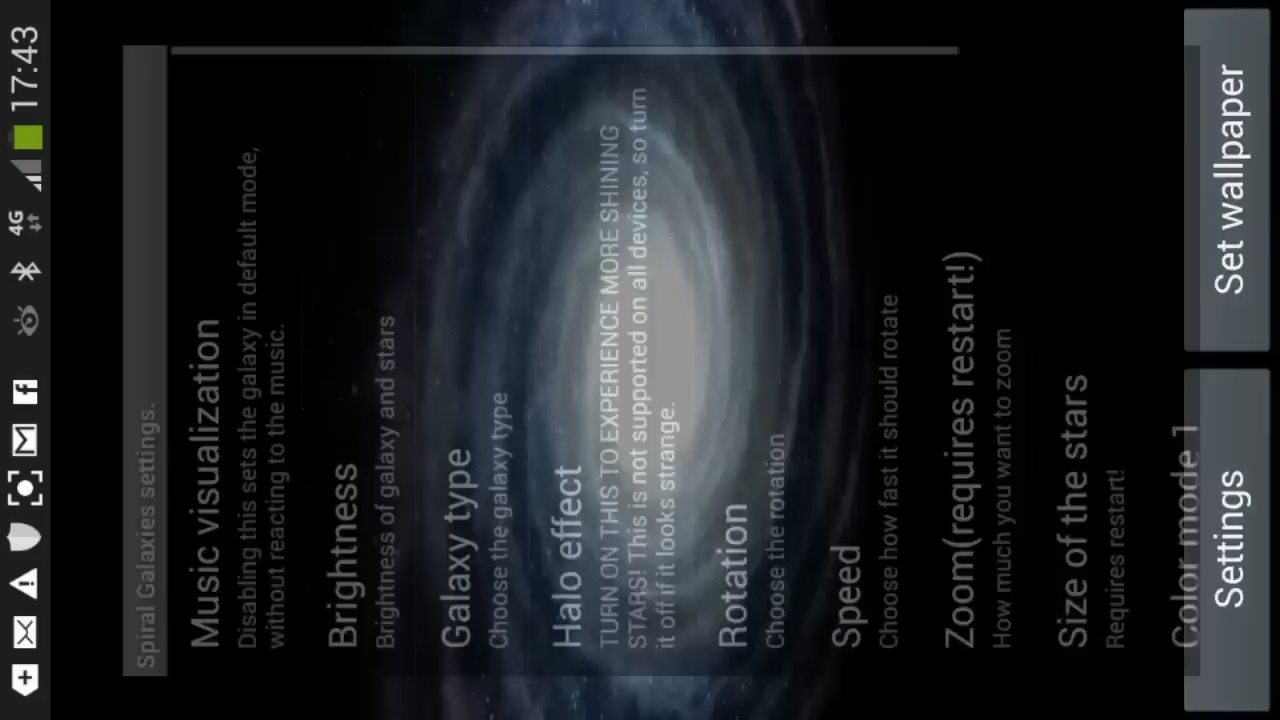 4G 17:43
Spiral Galaxies settings.
Music visualization
Disabling this sets the galaxy in default mode,
without reacting to the music.
Brightness
Brightness of galaxy and stars
Galaxy type
Choose the galaxy type
Halo effect
TURN ON THIS TO EXPERIENCE MORE SHINING
STARS! This is not supported on all devices, so turn
it off if it looks strange.
Rotation
Choose the rotation
Speed
Choose how fast it should rotate
Zoom(requires restart!)
How much you want to zoom
Size of the stars
Requires restart!
Color mode 1
Settings
Set wallpaper